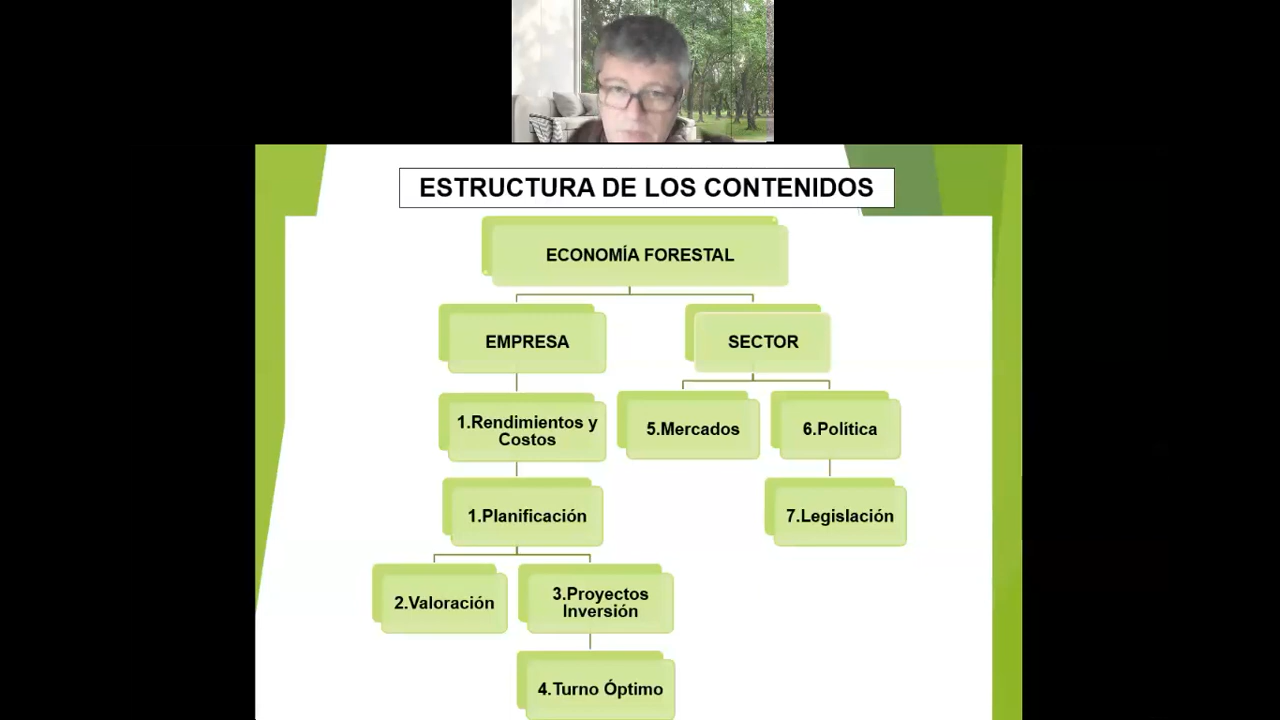 ESTRUCTURA DE LOS CONTENIDOS
ECONOMÍA FORESTAL
EMPRESA
SECTOR
1.Rendimientos y
Costos
5.Mercados
6.Política
1.Planificación
7.Legislación
2.Valoración
3.Proyectos
Inversión
4.Turno Óptimo